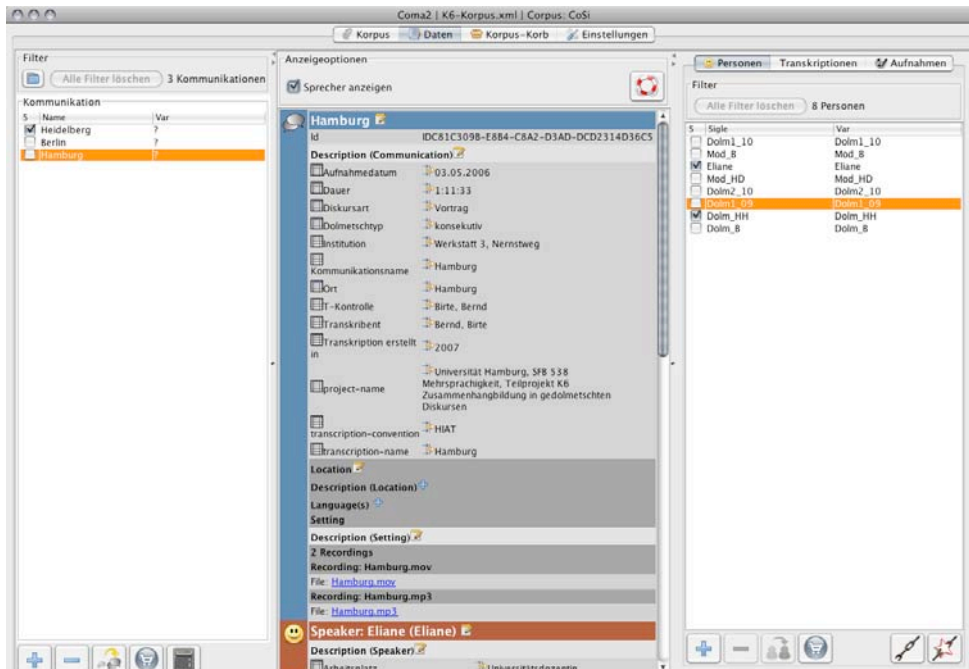 Coma2 | K6-Korpus.xml | Corpus: CoSi
Korpus Daten Korpus-Korb Einstellungen
Filter
Alle Filter löschen 3 Kommunikationen
Kommunikation
S Name Var
Heidelberg ?
Berlin ?
Hamburg ?
Anzeigeoptionen
Sprecher anzeigen
Hamburg
Id IDC81C309B-E8B4-C8A2-D3AD-DCD2314D36C5
Description (Communication)
Aufnahmedatum 03.05.2006
Dauer 1:11:33
Diskursart Vortrag
Dolmetschtyp konsekutiv
Institution Werkstatt 3, Nernstweg
Kommunikationsname Hamburg
Ort Hamburg
T-Kontrolle Birte, Bernd
Transkribent Bernd, Birte
Transkription erstellt
in 2007
project-name Universität Hamburg, SFB 538
Mehrsprachigkeit, Teilprojekt K6
Zusammenhangbildung in gedolmetschten
Diskursen
transcription-convention HIAT
transcription-name Hamburg
Location
Description (Location)
Language(s)
Setting
Description (Setting)
2 Recordings
Recording: Hamburg.mov
File: Hamburg.mov
Recording: Hamburg.mp3
File: Hamburg.mp3
Speaker: Eliane (Eliane)
Description (Speaker)
Arbeitsplatz Universitätsdozentin
Personen Transkriptionen Aufnahmen
Filter
Alle Filter löschen 8 Personen
S Sigle Var
Dolm1_10 Dolm1_10
Mod_B Mod_B
Eliane Eliane
Mod_HD Mod_HD
Dolm2_10 Dolm2_10
Dolm1_09 Dolm1_09
Dolm_HH Dolm_HH
Dolm_B Dolm_B